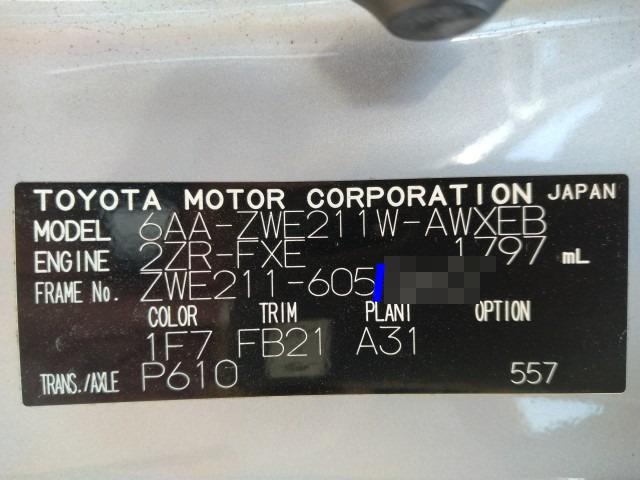 TOYOTA MOTOR CORPORATION JAPAN
MODEL 6AA-ZWE211W-AWXEB
ENGINE 2ZR-FXE 1797 mL
FRAME No. ZWE211-605
COLOR TRIM PLANT OPTION
1F7 FB21 A31
TRANS./AXLE P610 557